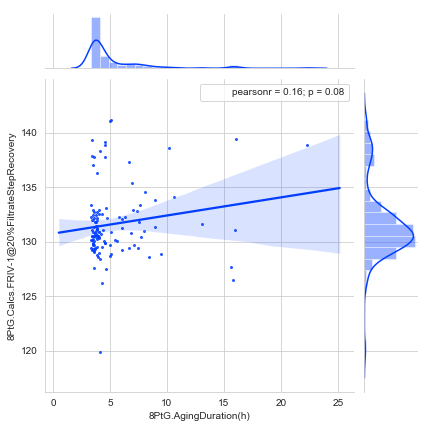 pearsonr = 0.16; p = 0.08
8PtG.Calcs.FRIV-1@20%FiltrateStepRecovery
140
135
130
125
120
0 5 10 15 20 25
8PtG.AgingDuration(h)